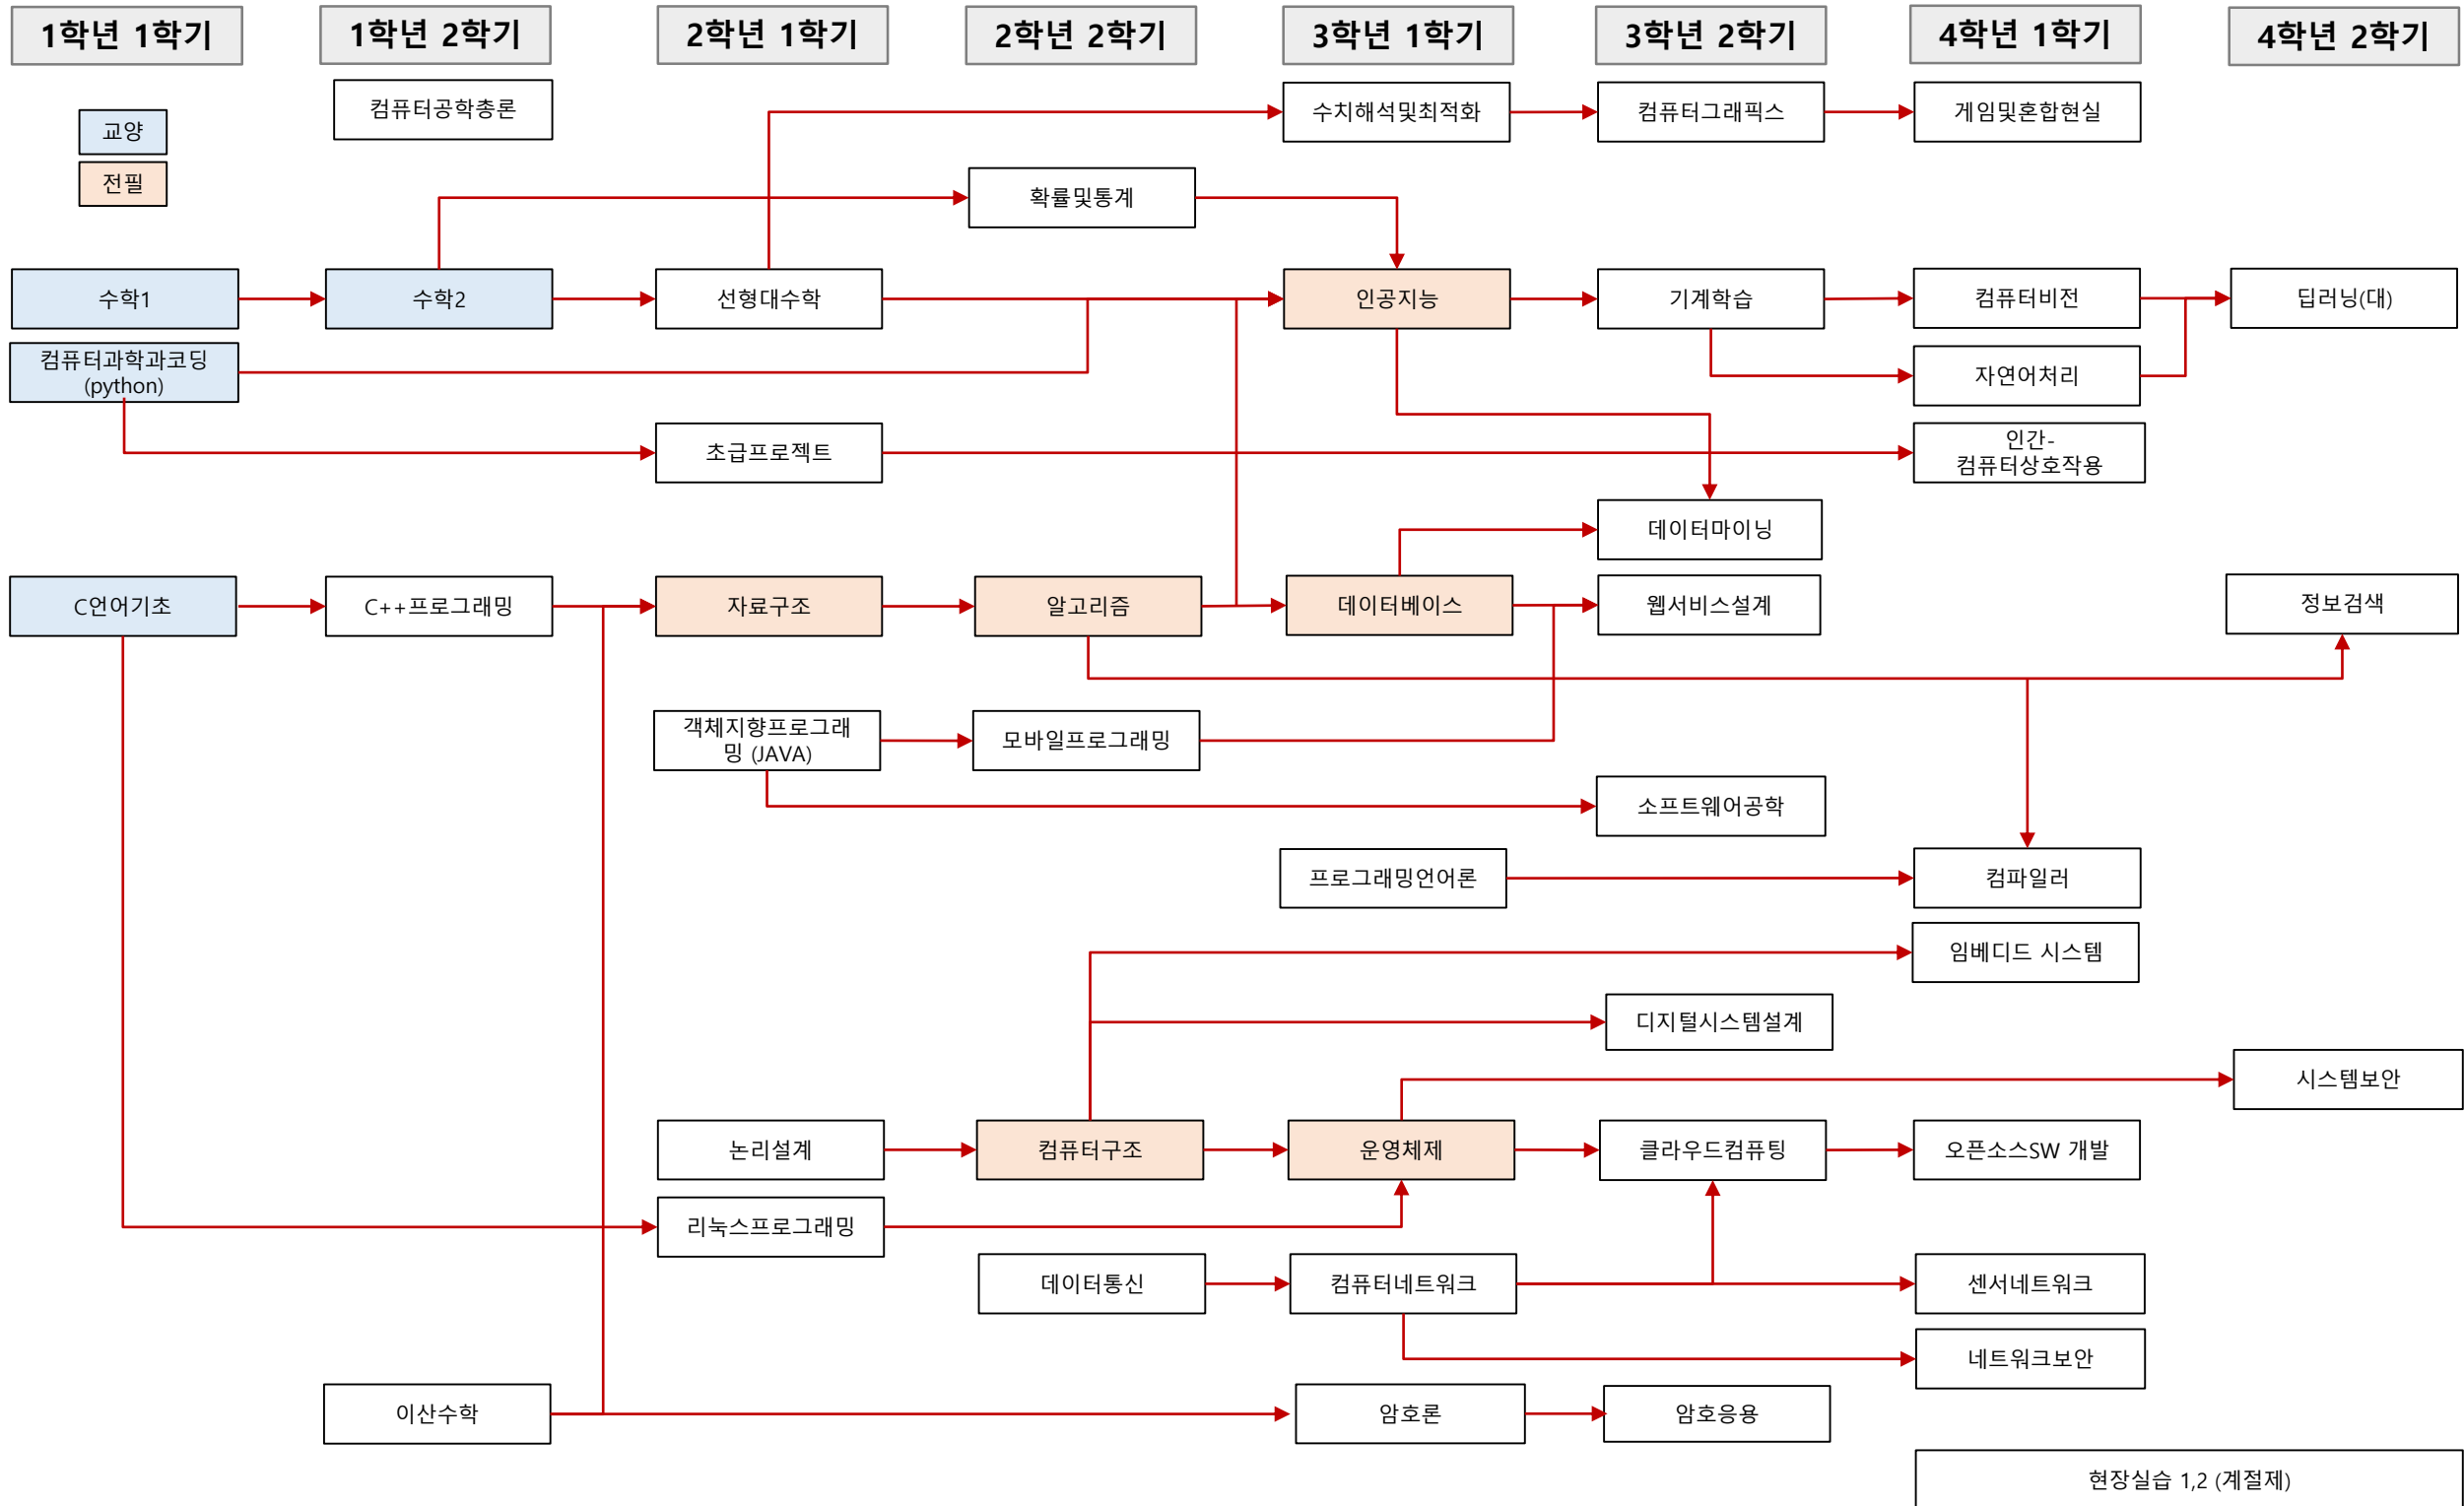 1학년 1학기
1학년 2학기
2학년 1학기
2학년 2학기
3학년 1학기
3학년 2학기
4학년 1학기
4학년 2학기
컴퓨터공학총론
수치해석및최적화
컴퓨터그래픽스
게임및혼합현실
교양
전필
확률및통계
수학1
수학2
선형대수학
인공지능
기계학습
컴퓨터비전
딥러닝(대)
컴퓨터과학과코딩
(python)
자연어처리
초급프로젝트
인간-
컴퓨터상호작용
데이터마이닝
C언어기초
C++프로그래밍
자료구조
알고리즘
데이터베이스
웹서비스설계
정보검색
객체지향프로그래
밍 (JAVA)
모바일프로그래밍
소프트웨어공학
프로그래밍언어론
컴파일러
임베디드 시스템
디지털시스템설계
시스템보안
논리설계
컴퓨터구조
운영체제
클라우드컴퓨팅
오픈소스SW 개발
리눅스프로그래밍
데이터통신
컴퓨터네트워크
센서네트워크
네트워크보안
이산수학
암호론
암호응용
현장실습 1,2 (계절제)